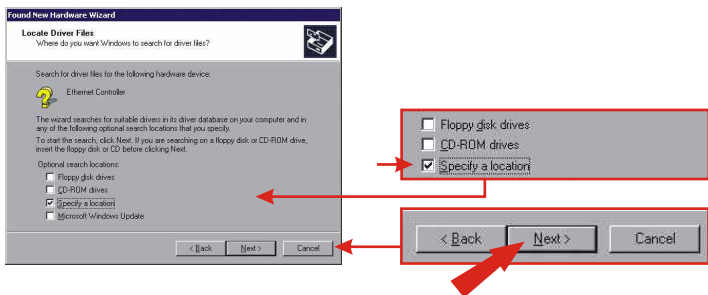 Found New Hardware Wizard
Locate Driver Files
Where do you want Windows to search for driver files?
Search for driver files for the following hardware device:
Ethernet Controller
The wizard searches for suitable drivers in its driver database on your computer and in
any of the following optional search locations that you specify.
To start the search, click Next. If you are searching on a floppy disk or CD-ROM drive,
insert the floppy disk or CD before clicking Next.
Optional search locations:
Floppy disk drives
CD-ROM drives
Specify a location
Microsoft Windows Update
< Back Next > Cancel
Floppy disk drives
CD-ROM drives
Specify a location
< Back Next > Cancel